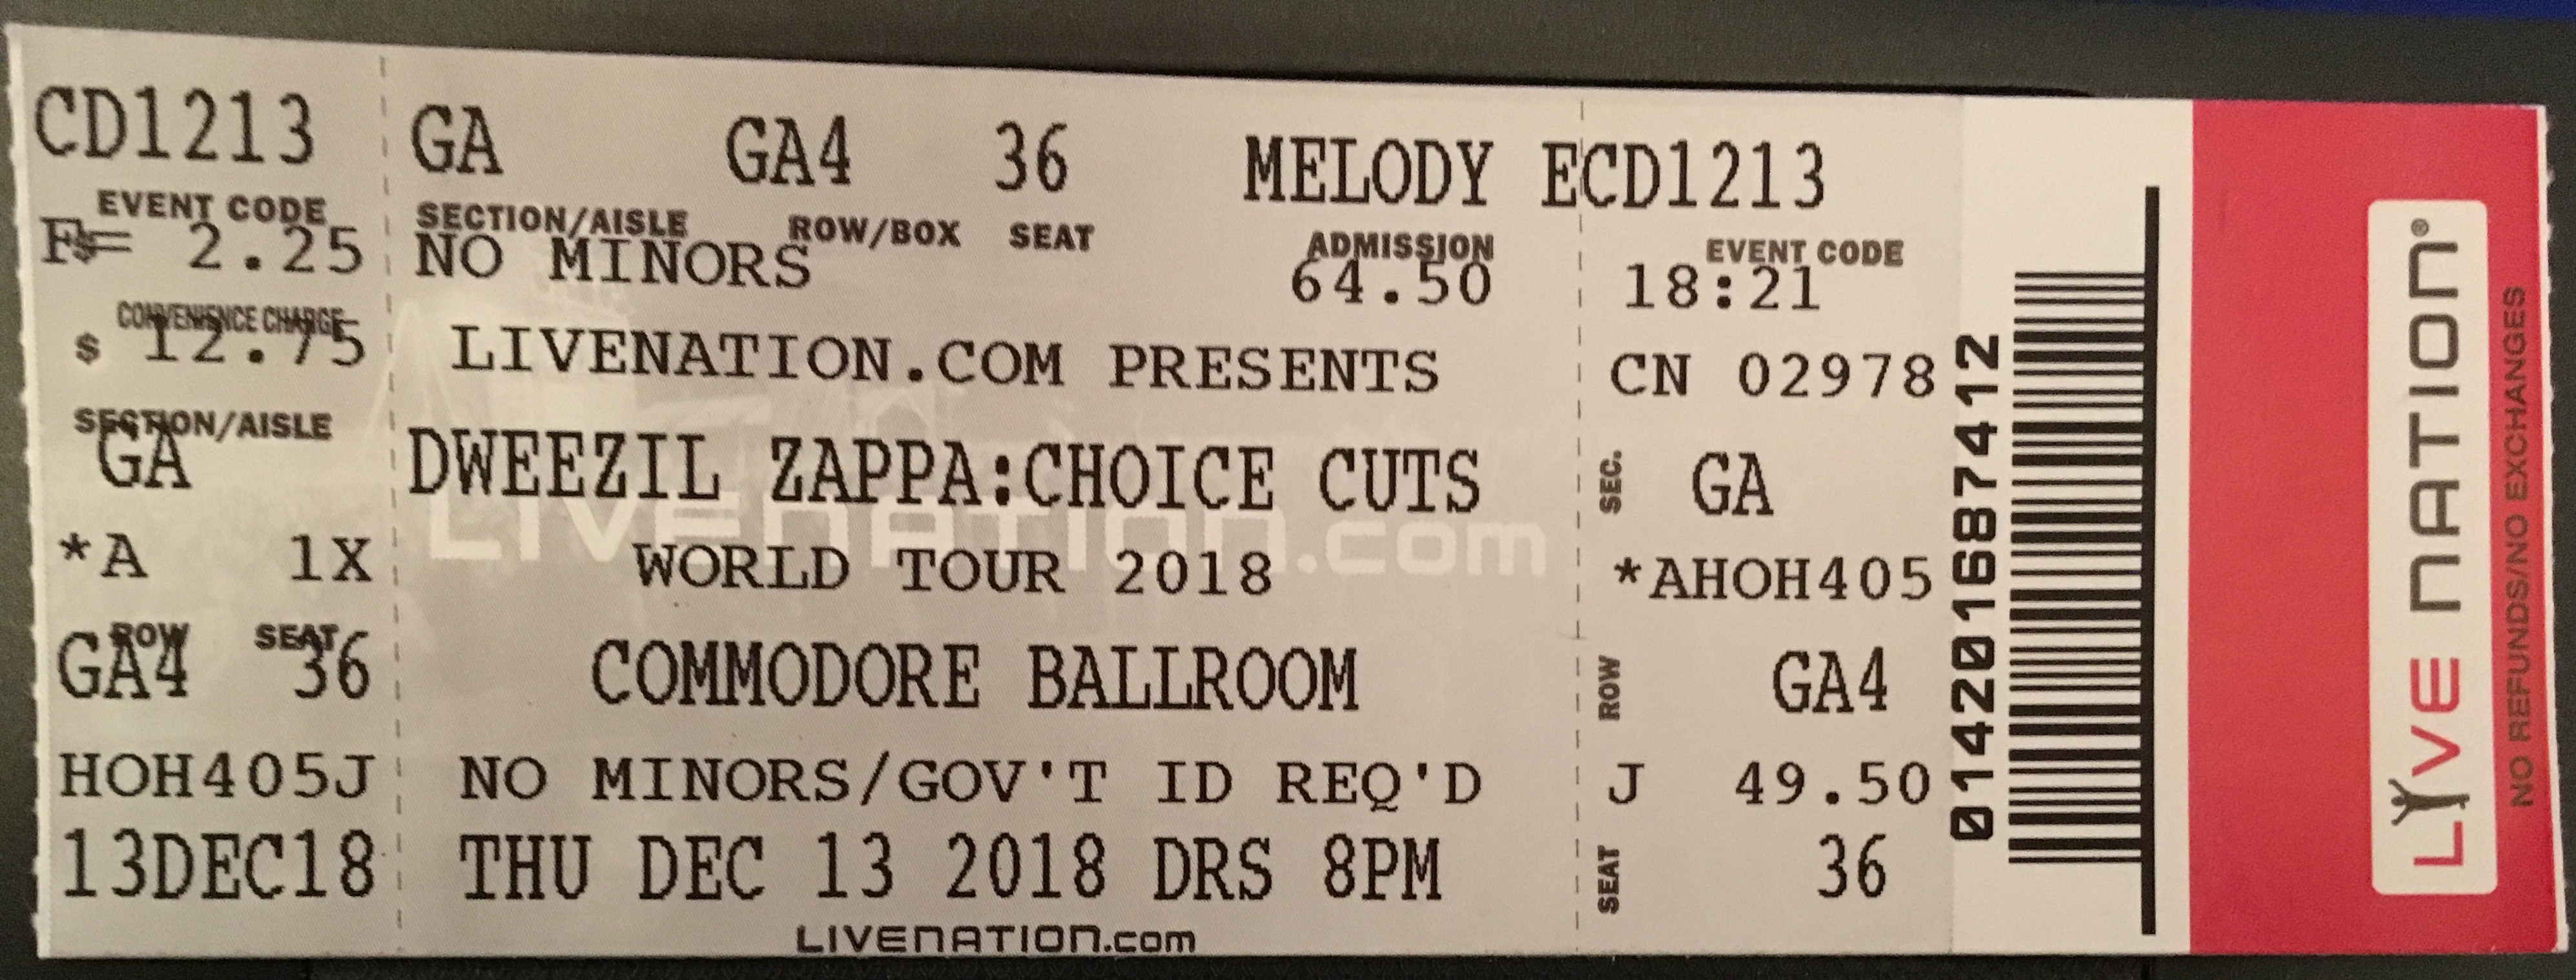 CD1213
EVENT CODE
F= 2.25
CONVENIENCE CHARGE
$ 12.75
SECTION/AISLE
GA
*A 1X
ROW SEAT
GA4 36
HOH405J
13DEC18
GA GA4 36 MELODY E
SECTION/AISLE ROW/BOX SEAT ADMISSION
NO MINORS 64.50
LIVENATION.COM PRESENTS
DWEEZIL ZAPPA:CHOICE CUTS
LIVENATION.com
WORLD TOUR 2018
COMMODORE BALLROOM
NO MINORS/GOV'T ID REQ'D
THU DEC 13 2018 DRS 8PM
LIVENATION.com
CD1213
EVENT CODE
18:21
CN 02978
SEC. GA
*AHOH405
ROW GA4
J 49.50
SEAT 36
014201687412
LIVE NATION®
NO REFUNDS/NO EXCHANGES